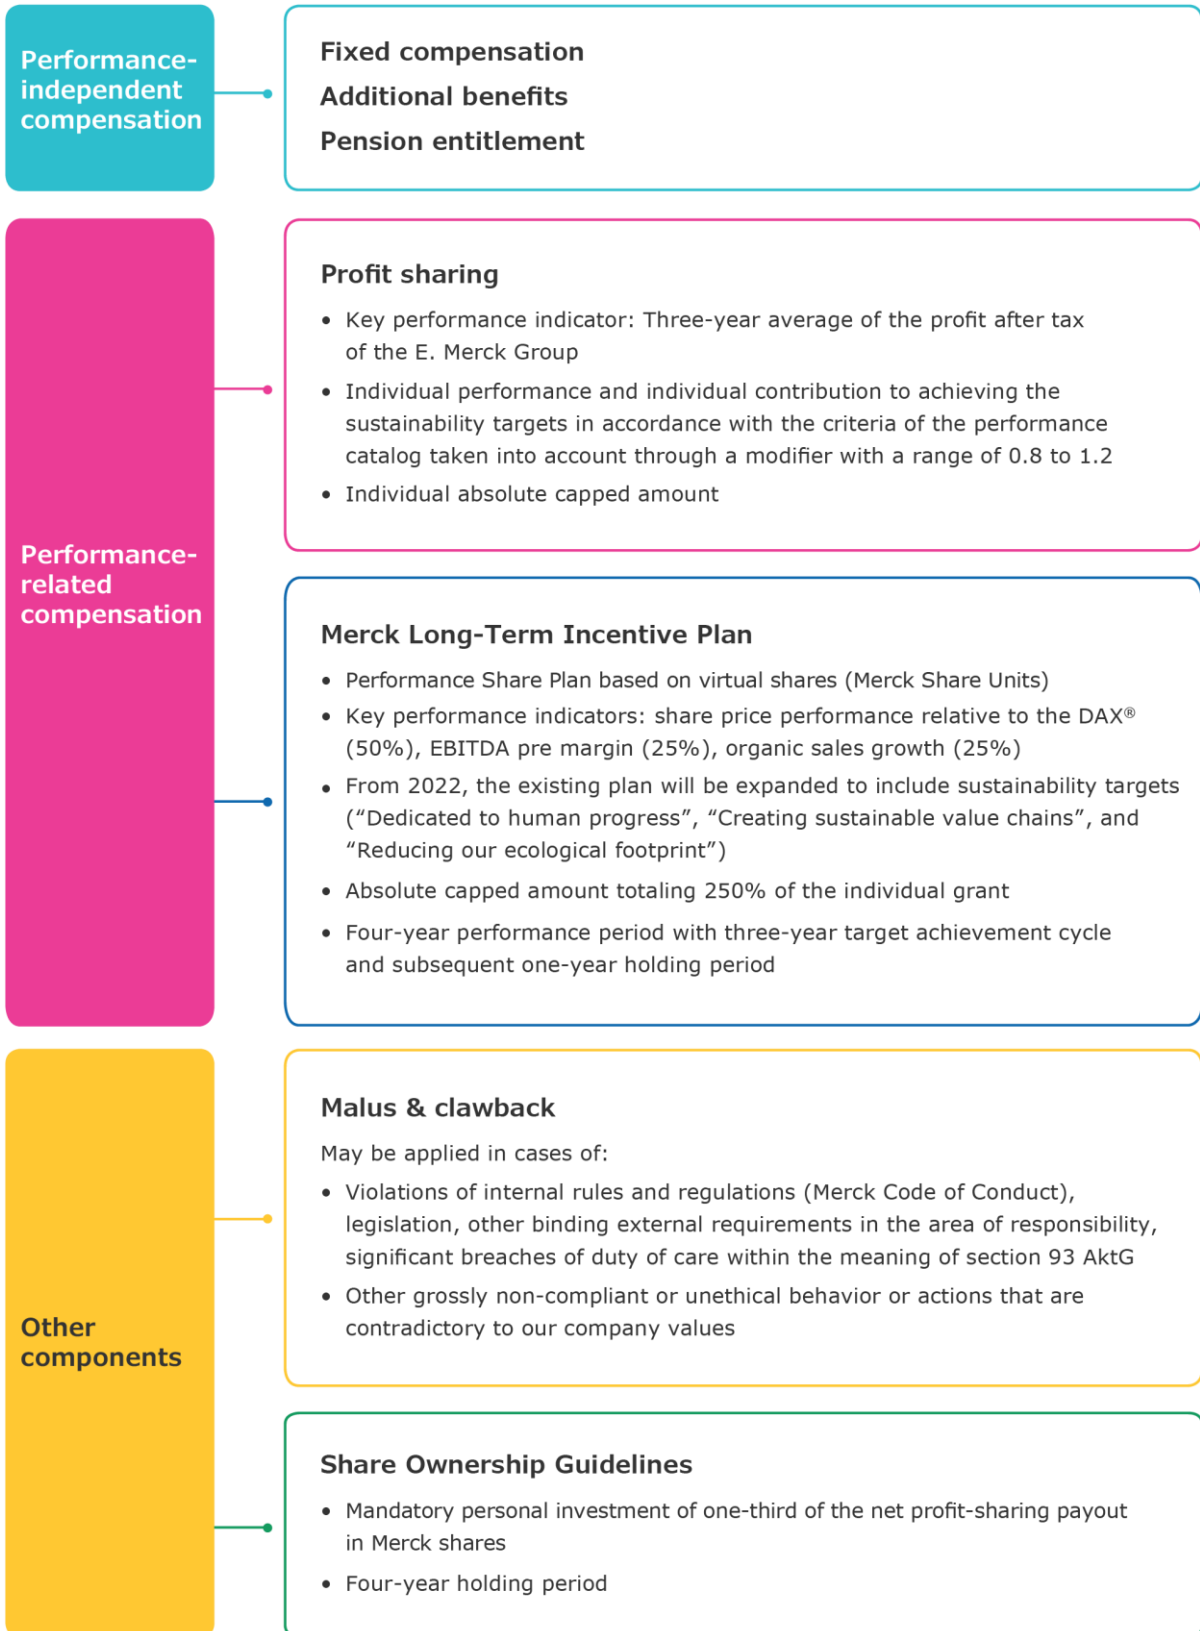 Performance-
independent
compensation
Fixed compensation
Additional benefits
Pension entitlement
Performance-
related
compensation
Profit sharing
• Key performance indicator: Three-year average of the profit after tax
of the E. Merck Group
• Individual performance and individual contribution to achieving the
sustainability targets in accordance with the criteria of the performance
catalog taken into account through a modifier with a range of 0.8 to 1.2
• Individual absolute capped amount
Merck Long-Term Incentive Plan
• Performance Share Plan based on virtual shares (Merck Share Units)
• Key performance indicators: share price performance relative to the DAX®
(50%), EBITDA pre margin (25%), organic sales growth (25%)
• From 2022, the existing plan will be expanded to include sustainability targets
(“Dedicated to human progress”, “Creating sustainable value chains”, and
“Reducing our ecological footprint”)
• Absolute capped amount totaling 250% of the individual grant
• Four-year performance period with three-year target achievement cycle
and subsequent one-year holding period
Other
components
Malus & clawback
May be applied in cases of:
• Violations of internal rules and regulations (Merck Code of Conduct),
legislation, other binding external requirements in the area of responsibility,
significant breaches of duty of care within the meaning of section 93 AktG
• Other grossly non-compliant or unethical behavior or actions that are
contradictory to our company values
Share Ownership Guidelines
• Mandatory personal investment of one-third of the net profit-sharing payout
in Merck shares
• Four-year holding period